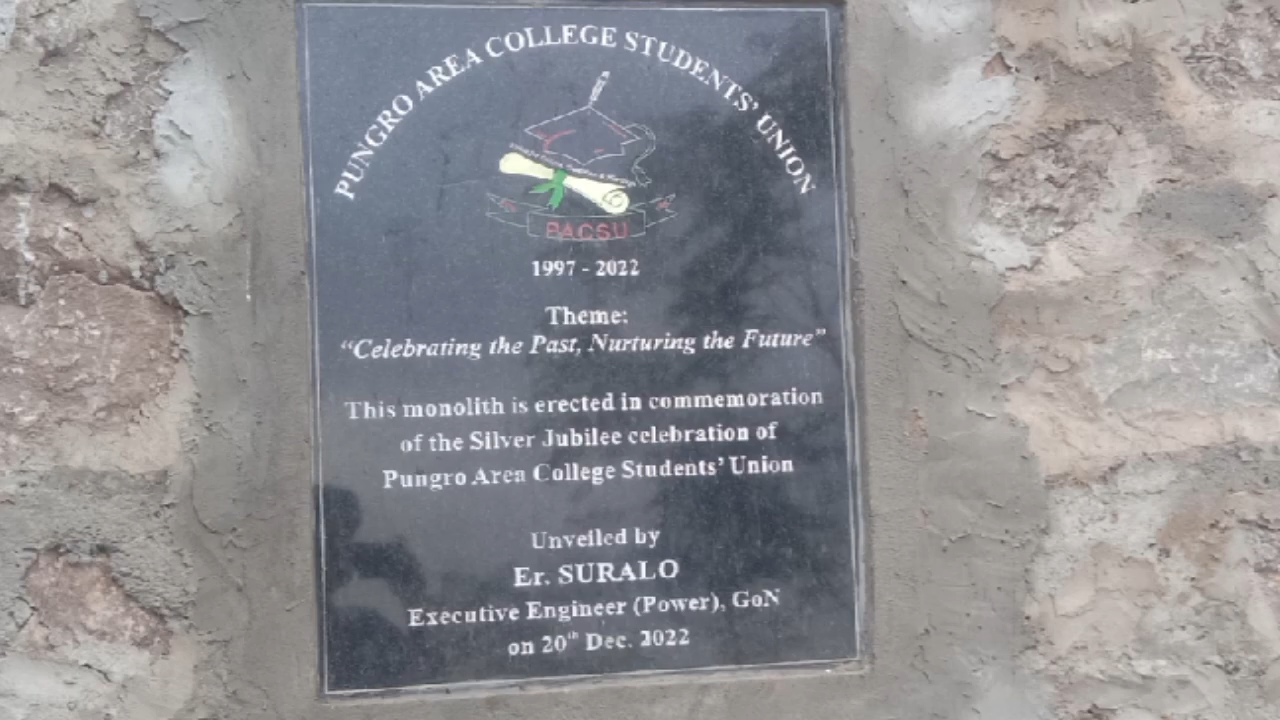 PUNGRO AREA COLLEGE STUDENTS' UNION
PACSU
1997 - 2022
Theme:
“Celebrating the Past, Nurturing the Future”
This monolith is erected in commemoration
of the Silver Jubilee celebration of
Pungro Area College Students' Union
Unveiled by
Er. SURALO
Executive Engineer (Power), GoN
on 20th Dec. 2022